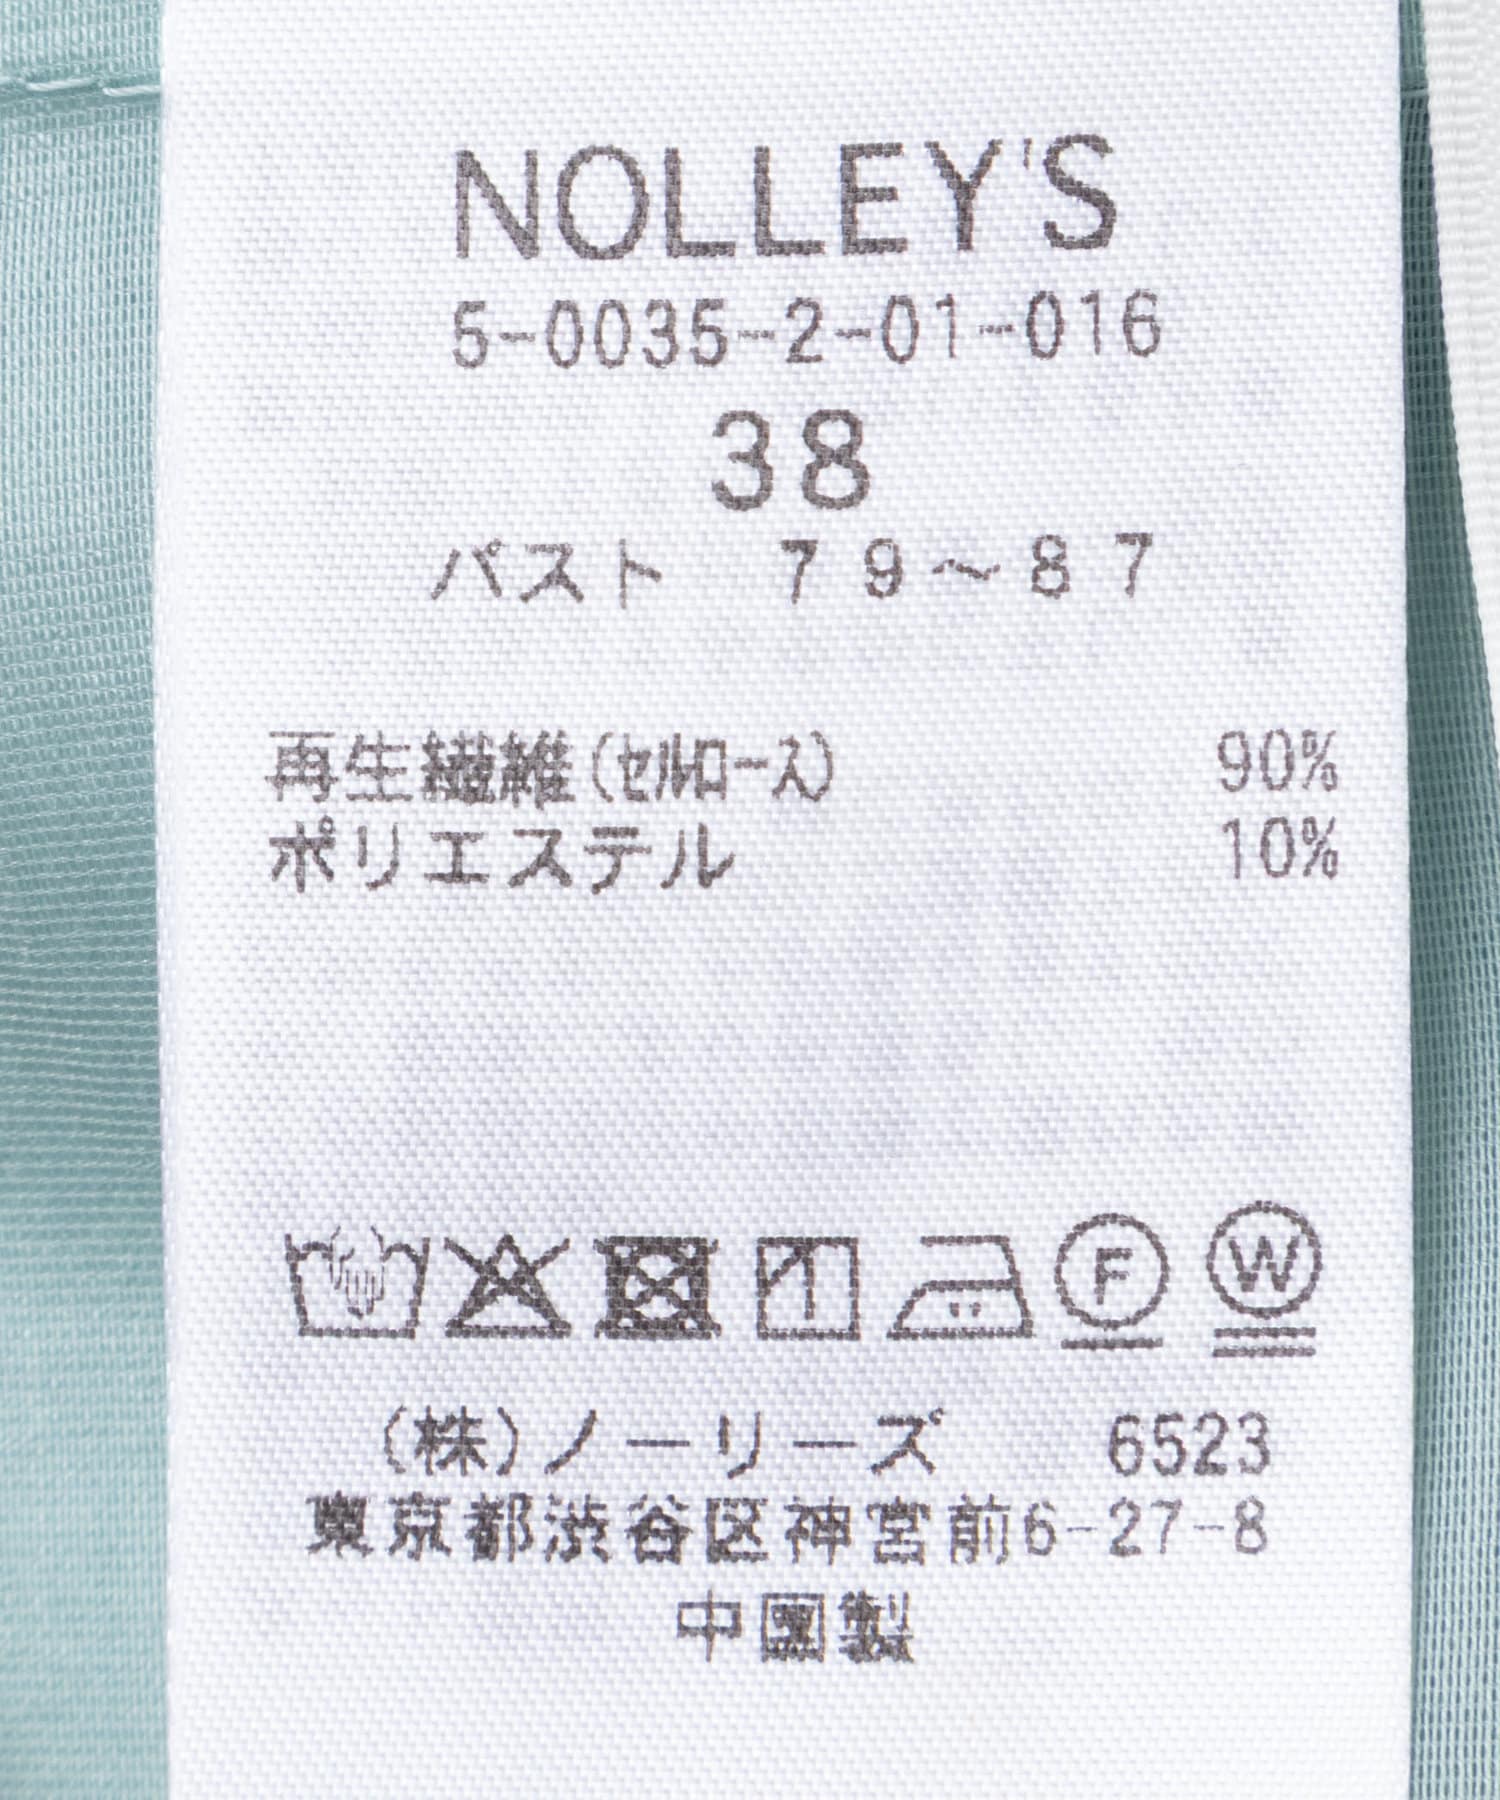 NOLLEY'S
5-0035-2-01-016
38
バスト　７９～８７
再生繊維(セルロース) 90%
ポリエステル 10%
F W
(株)ノーリーズ 6523
東京都渋谷区神宮前6-27-8
中国製